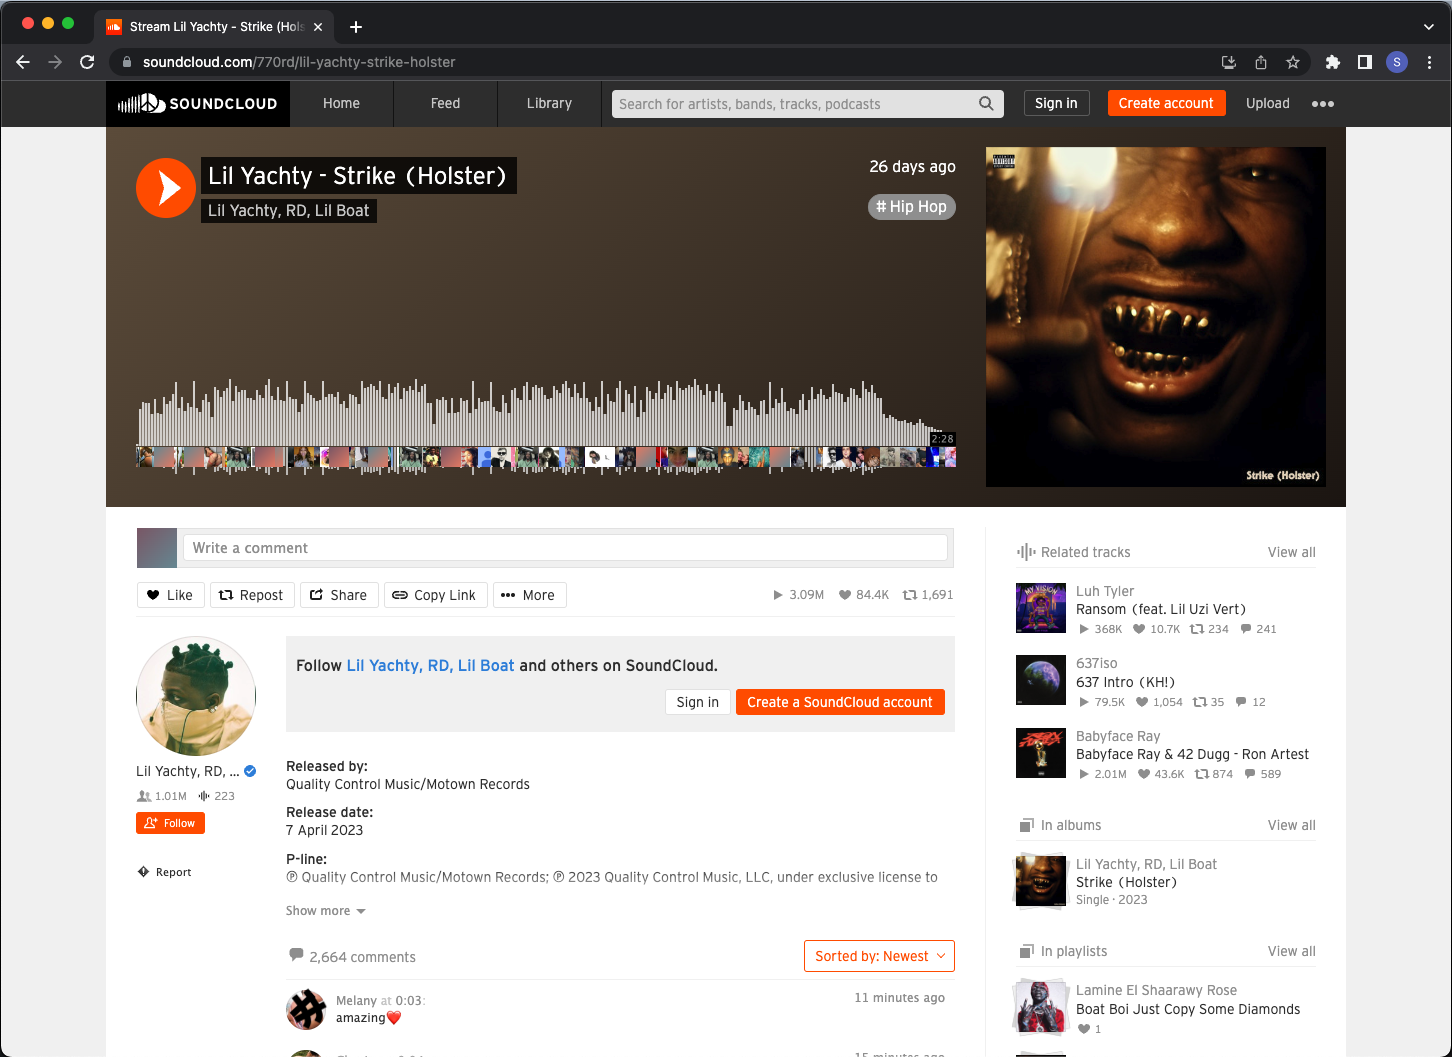 Stream Lil Yachty - Strike (Hols
soundcloud.com/770rd/lil-yachty-strike-holster
S
SOUNDCLOUD
Home
Feed
Library
Search for artists, bands, tracks, podcasts
Sign in
Create account
Upload
Lil Yachty - Strike (Holster)
Lil Yachty, RD, Lil Boat
26 days ago
# Hip Hop
2:28
Strike (Holster)
Write a comment
Like
Repost
Share
Copy Link
More
3.09M
84.4K
1,691
Follow Lil Yachty, RD, Lil Boat and others on SoundCloud.
Sign in
Create a SoundCloud account
Lil Yachty, RD, ...
1.01M
223
Follow
Report
Released by:
Quality Control Music/Motown Records
Release date:
7 April 2023
P-line:
℗ Quality Control Music/Motown Records; ℗ 2023 Quality Control Music, LLC, under exclusive license to
Show more
2,664 comments
Sorted by: Newest
Melany at 0:03:
amazing❤️
11 minutes ago
15 minutes ago
Related tracks
View all
Luh Tyler
Ransom (feat. Lil Uzi Vert)
368K 10.7K 234 241
637iso
637 Intro (KH!)
79.5K 1,054 35 12
Babyface Ray
Babyface Ray & 42 Dugg - Ron Artest
2.01M 43.6K 874 589
In albums
View all
Lil Yachty, RD, Lil Boat
Strike (Holster)
Single · 2023
In playlists
View all
Lamine El Shaarawy Rose
Boat Boi Just Copy Some Diamonds
1